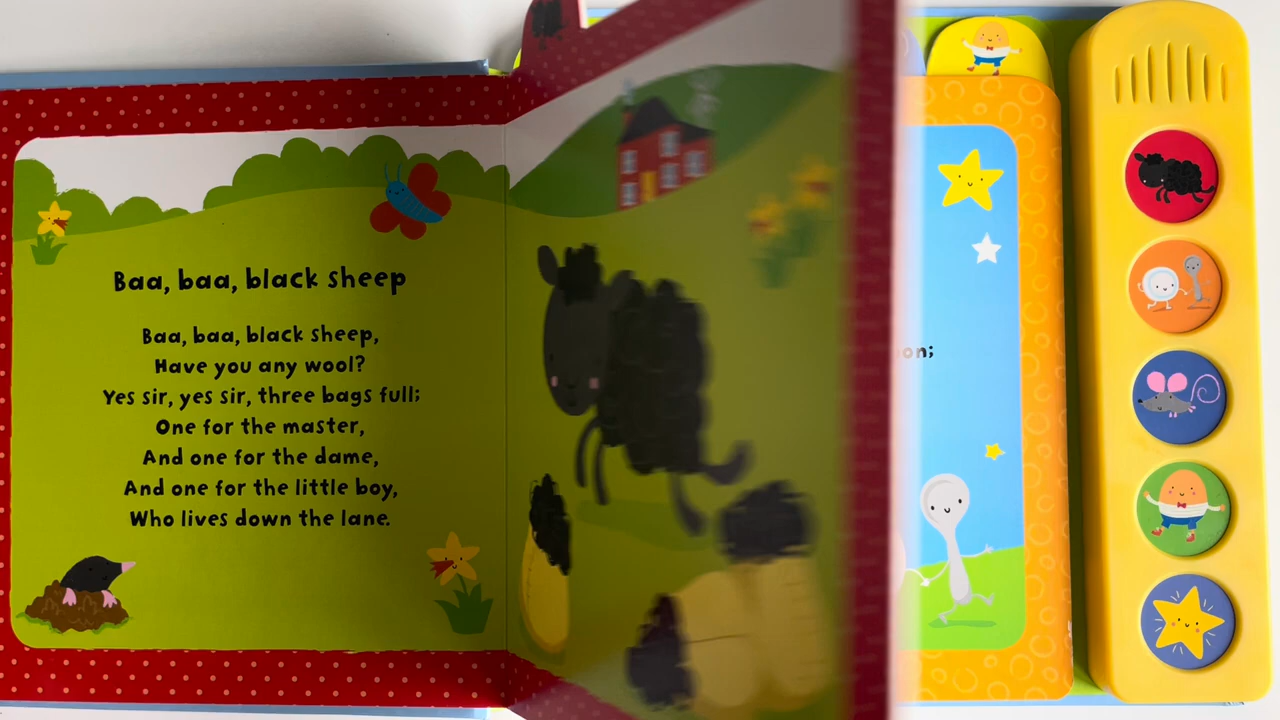 Baa, baa, black sheep
Baa, baa, black sheep,
Have you any wool?
Yes sir, yes sir, three bags full;
One for the master,
And one for the dame,
And one for the little boy,
Who lives down the lane.